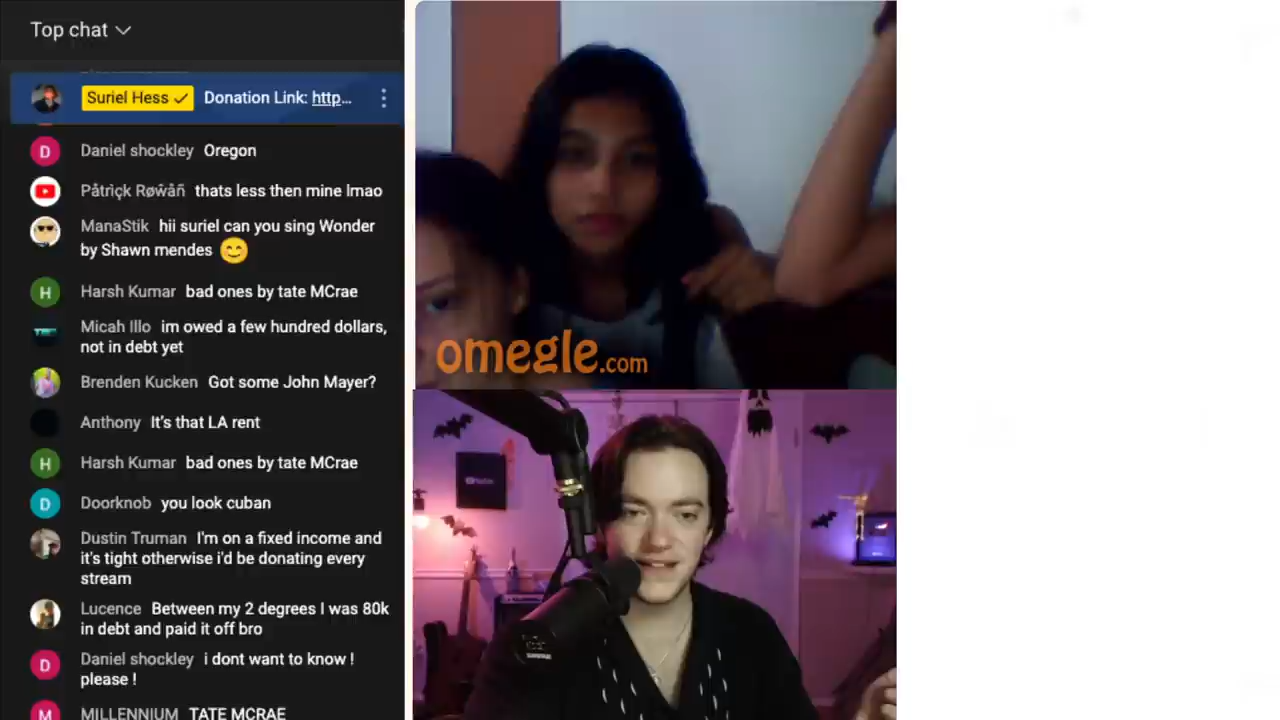 Top chat
Suriel Hess Donation Link: http...
D Daniel shockley Oregon
Påtrįçk Røŵåñ thats less then mine lmao
ManaStik hii suriel can you sing Wonder
by Shawn mendes 😊
H Harsh Kumar bad ones by tate MCrae
Micah Illo im owed a few hundred dollars,
not in debt yet
Brenden Kucken Got some John Mayer?
Anthony It's that LA rent
H Harsh Kumar bad ones by tate MCrae
D Doorknob you look cuban
Dustin Truman I'm on a fixed income and
it's tight otherwise i'd be donating every
stream
Lucence Between my 2 degrees I was 80k
in debt and paid it off bro
D Daniel shockley i dont want to know !
please !
M MILLENNIUM TATE MCRAE
omegle.com